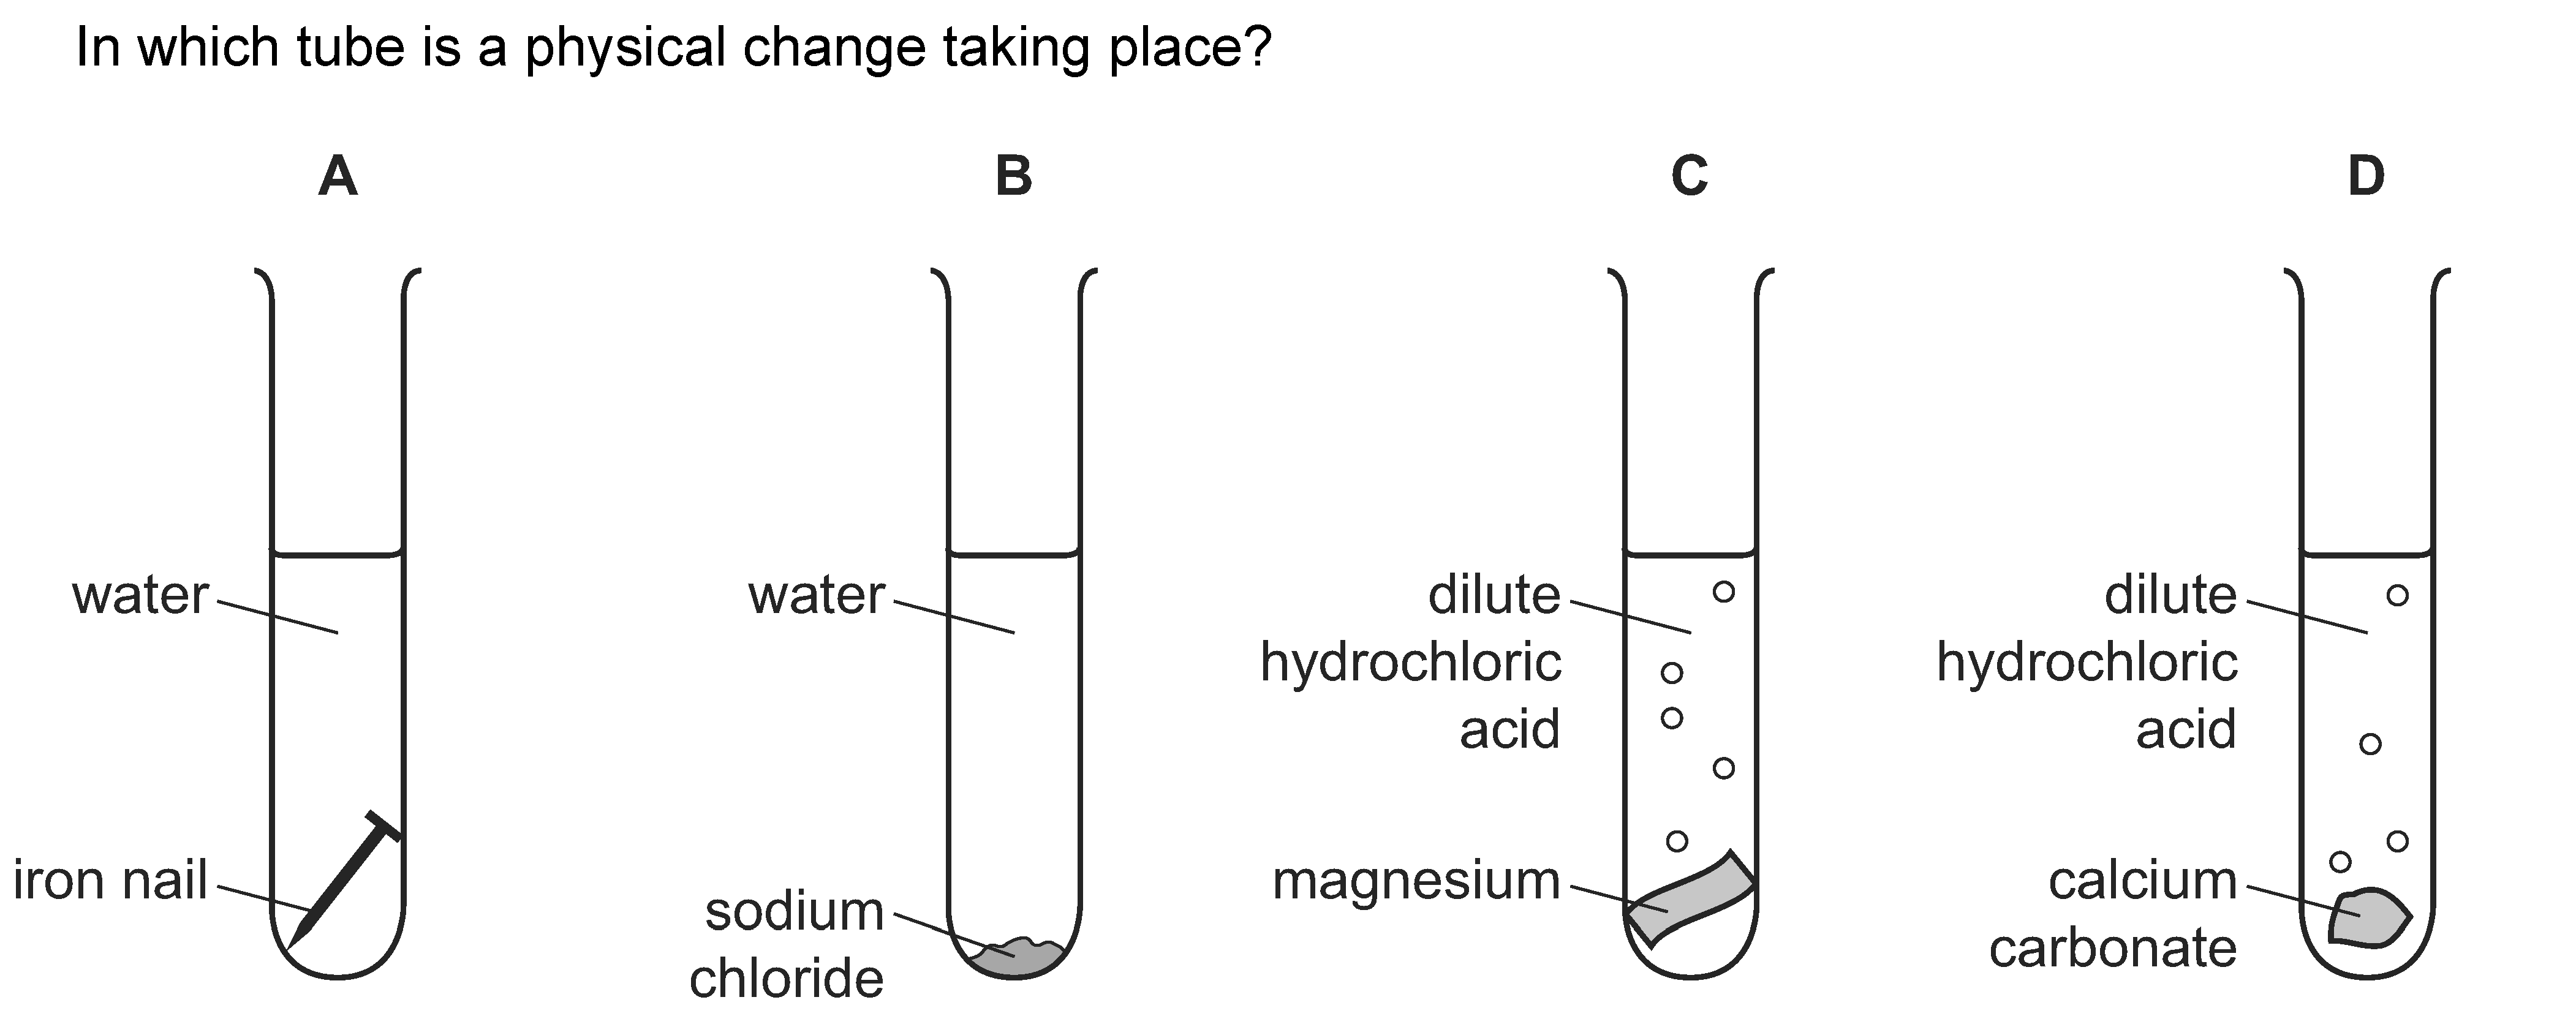 In which tube is a physical change taking place?
A
B
C
D
water
iron nail
water
sodium
chloride
dilute
hydrochloric
acid
magnesium
dilute
hydrochloric
acid
calcium
carbonate